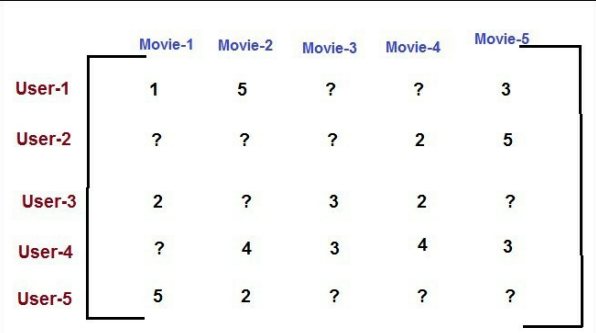 Movie-1 Movie-2 Movie-3 Movie-4 Movie-5
User-1 1 5 ? ? 3
User-2 ? ? ? 2 5
User-3 2 ? 3 2 ?
User-4 ? 4 3 4 3
User-5 5 2 ? ? ?